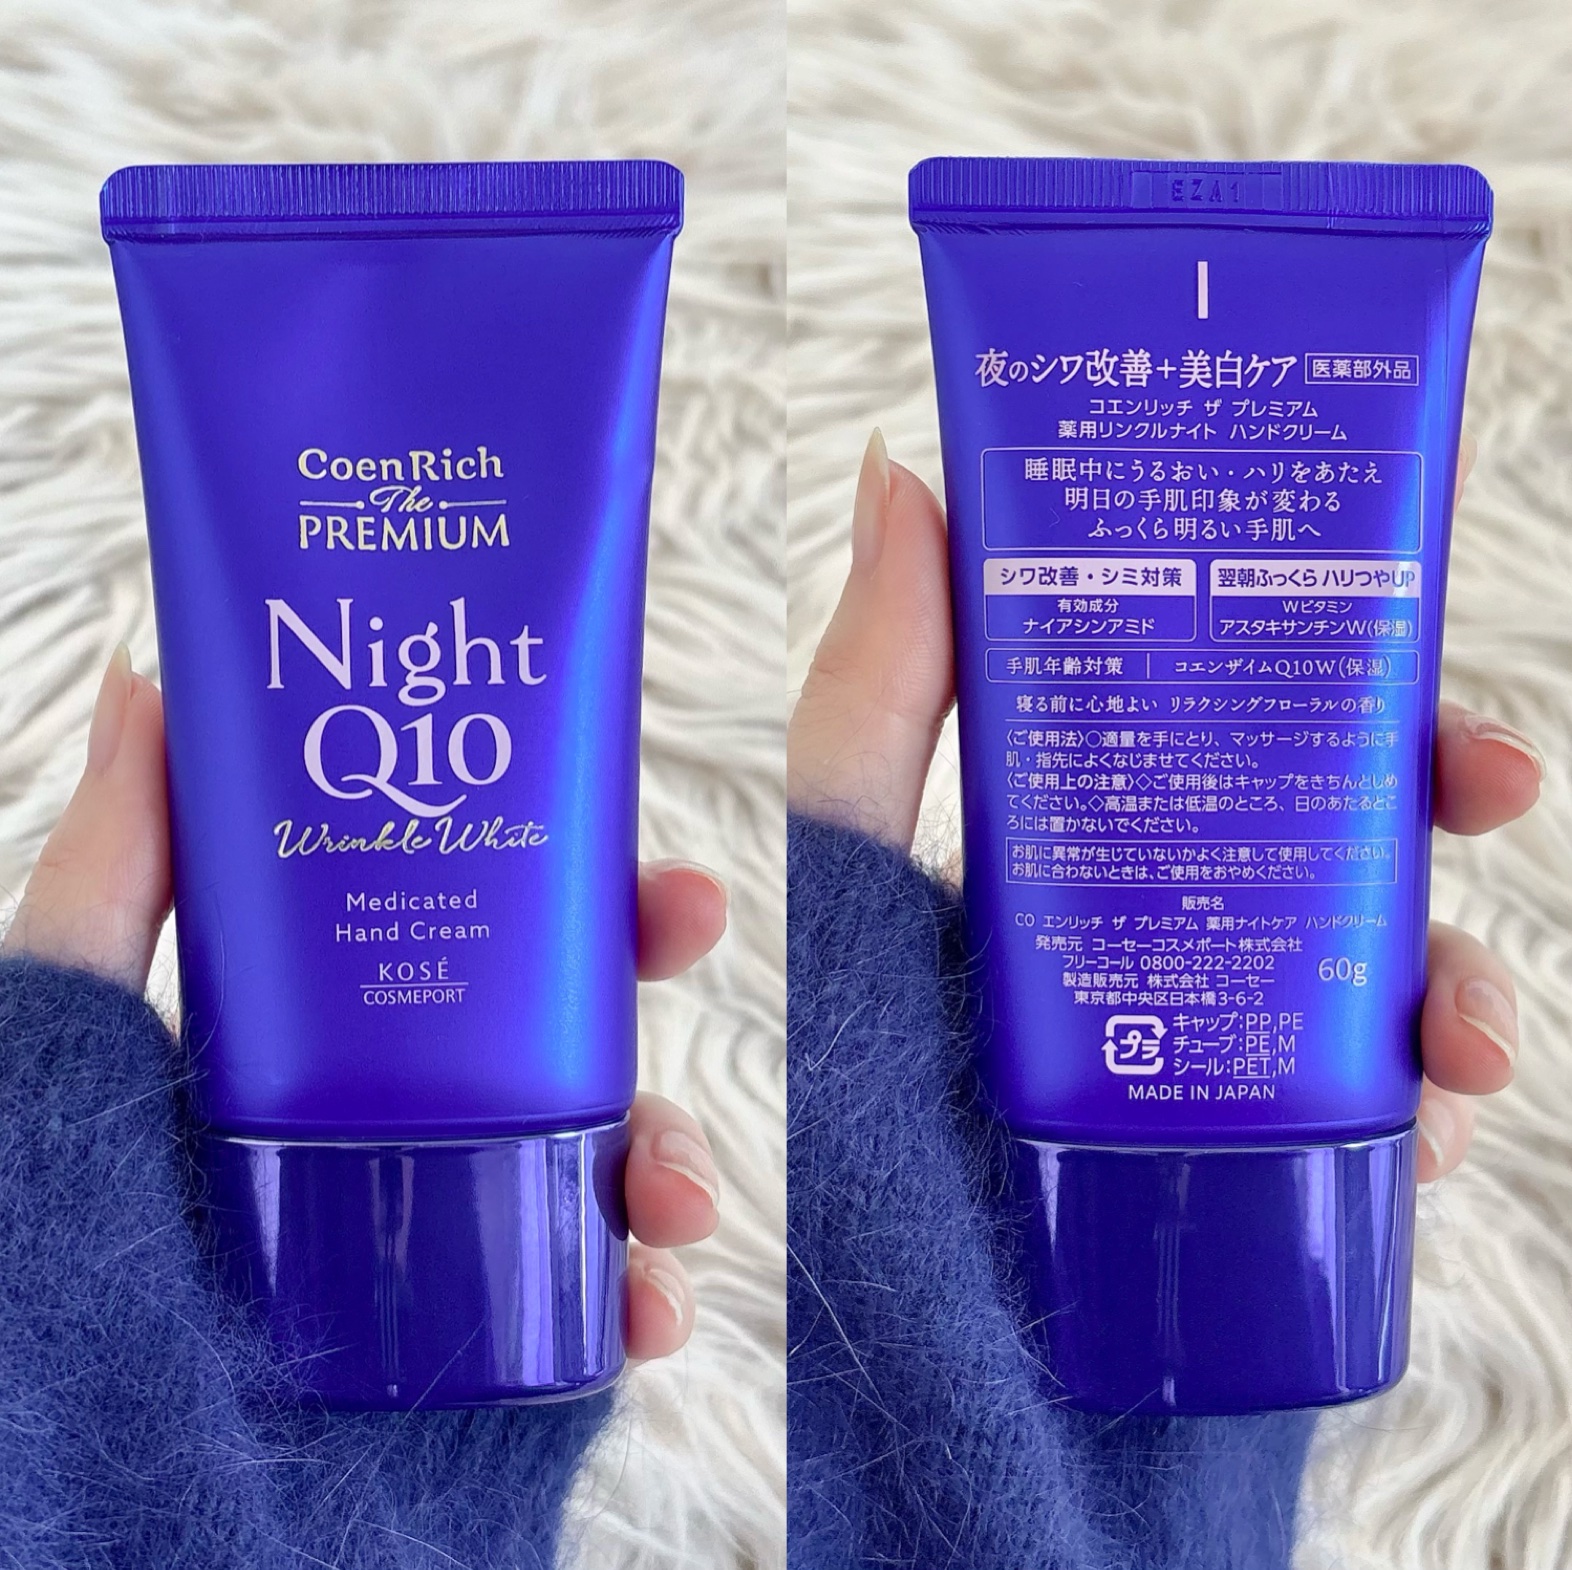 CoenRich
The
PREMIUM
Night
Q10
Wrinkle White
Medicated
Hand Cream
KOSÉ
COSMEPORT
EZA1
夜のシワ改善+美白ケア 医薬部外品
コエンリッチ ザ プレミアム
薬用リンクルナイト ハンドクリーム
睡眠中にうるおい・ハリをあたえ
明日の手肌印象が変わる
ふっくら明るい手肌へ
シワ改善・シミ対策
有効成分
ナイアシンアミド
翌朝ふっくら ハリつやUP
Wビタミン
アスタキサンチンW(保湿)
手肌年齢対策 コエンザイムQ10W(保湿)
寝る前に心地よい リラクシングフローラルの香り
〈ご使用法〉○適量を手にとり、マッサージするように手
肌・指先によくなじませてください。
〈ご使用上の注意〉◇ご使用後はキャップをきちんとしめ
てください。◇高温または低温のところ、日のあたるとこ
ろには置かないでください。
お肌に異常が生じていないかよく注意して使用してください。
お肌に合わないときは、ご使用をおやめください。
販売名
CO エンリッチ ザ プレミアム 薬用ナイトケア ハンドクリーム
発売元 コーセーコスメポート株式会社
フリーコール 0800-222-2202
製造販売元 株式会社 コーセー
東京都中央区日本橋3-6-2
60g
プラ
キャップ:PP,PE
チューブ:PE,M
シール:PET,M
MADE IN JAPAN